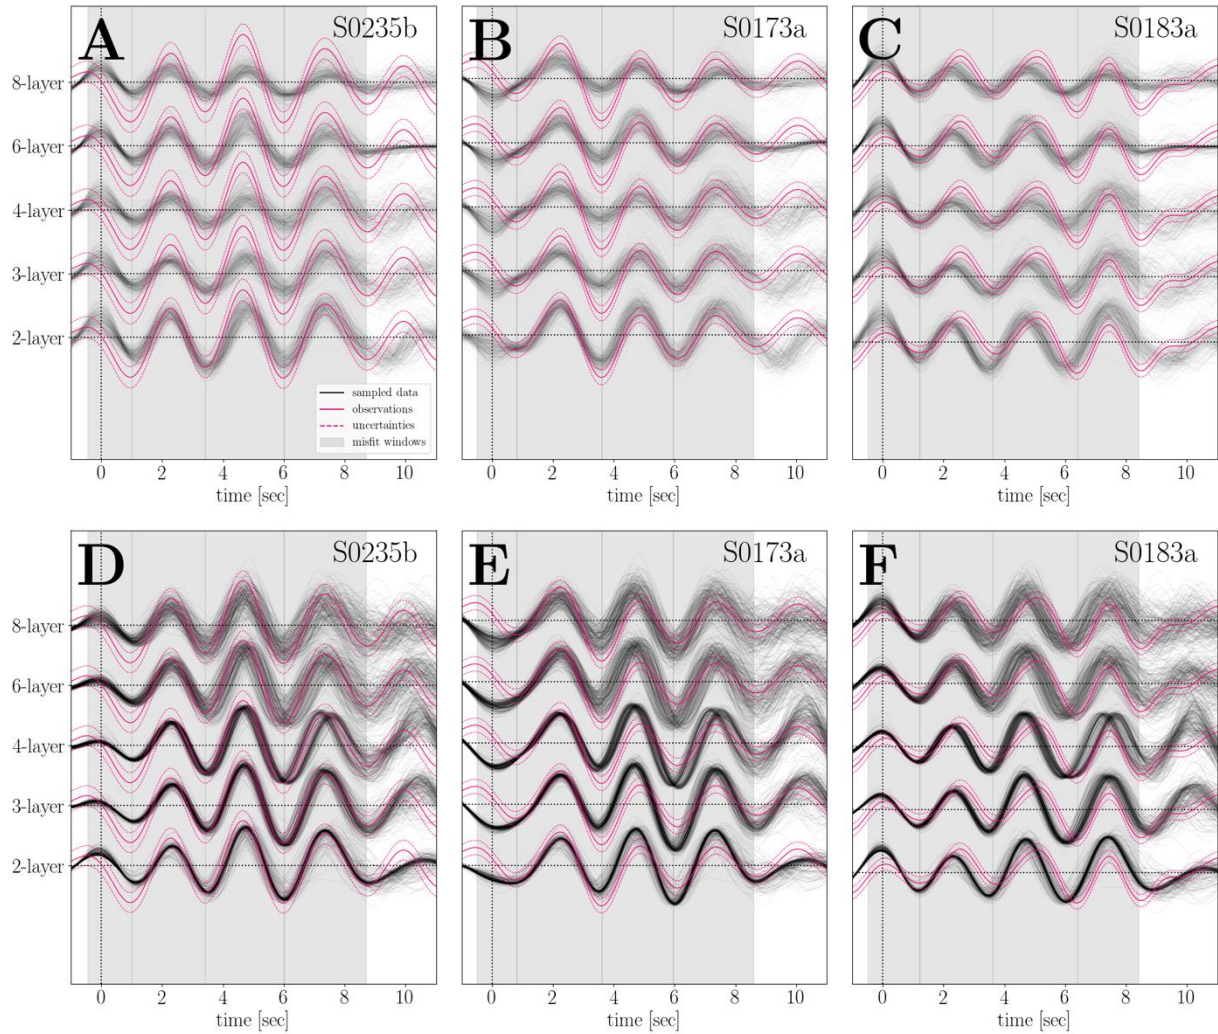 A
S0235b
B
S0173a
C
S0183a
8-layer
6-layer
4-layer
3-layer
2-layer
sampled data
observations
uncertainties
misfit windows
0 2 4 6 8 10
0 2 4 6 8 10
0 2 4 6 8 10
time [sec]
time [sec]
time [sec]
D
S0235b
E
S0173a
F
S0183a
8-layer
6-layer
4-layer
3-layer
2-layer
0 2 4 6 8 10
0 2 4 6 8 10
0 2 4 6 8 10
time [sec]
time [sec]
time [sec]